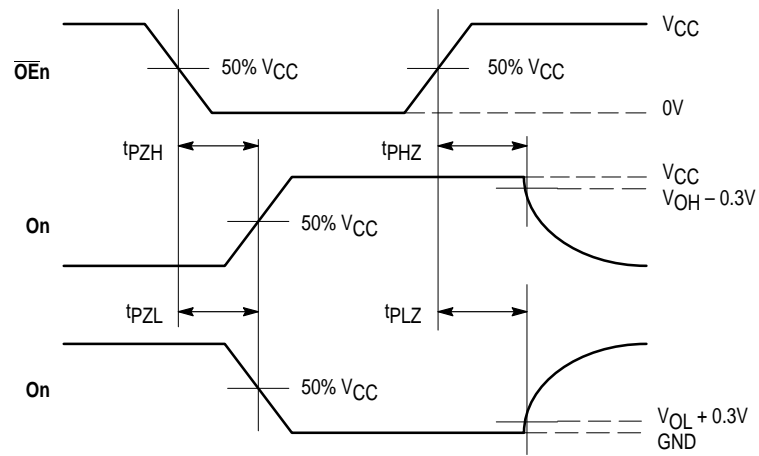 VCC
OEn
50% VCC
50% VCC
0V
tPZH
tPHZ
VCC
VOH – 0.3V
On
50% VCC
tPZL
tPLZ
On
50% VCC
VOL + 0.3V
GND